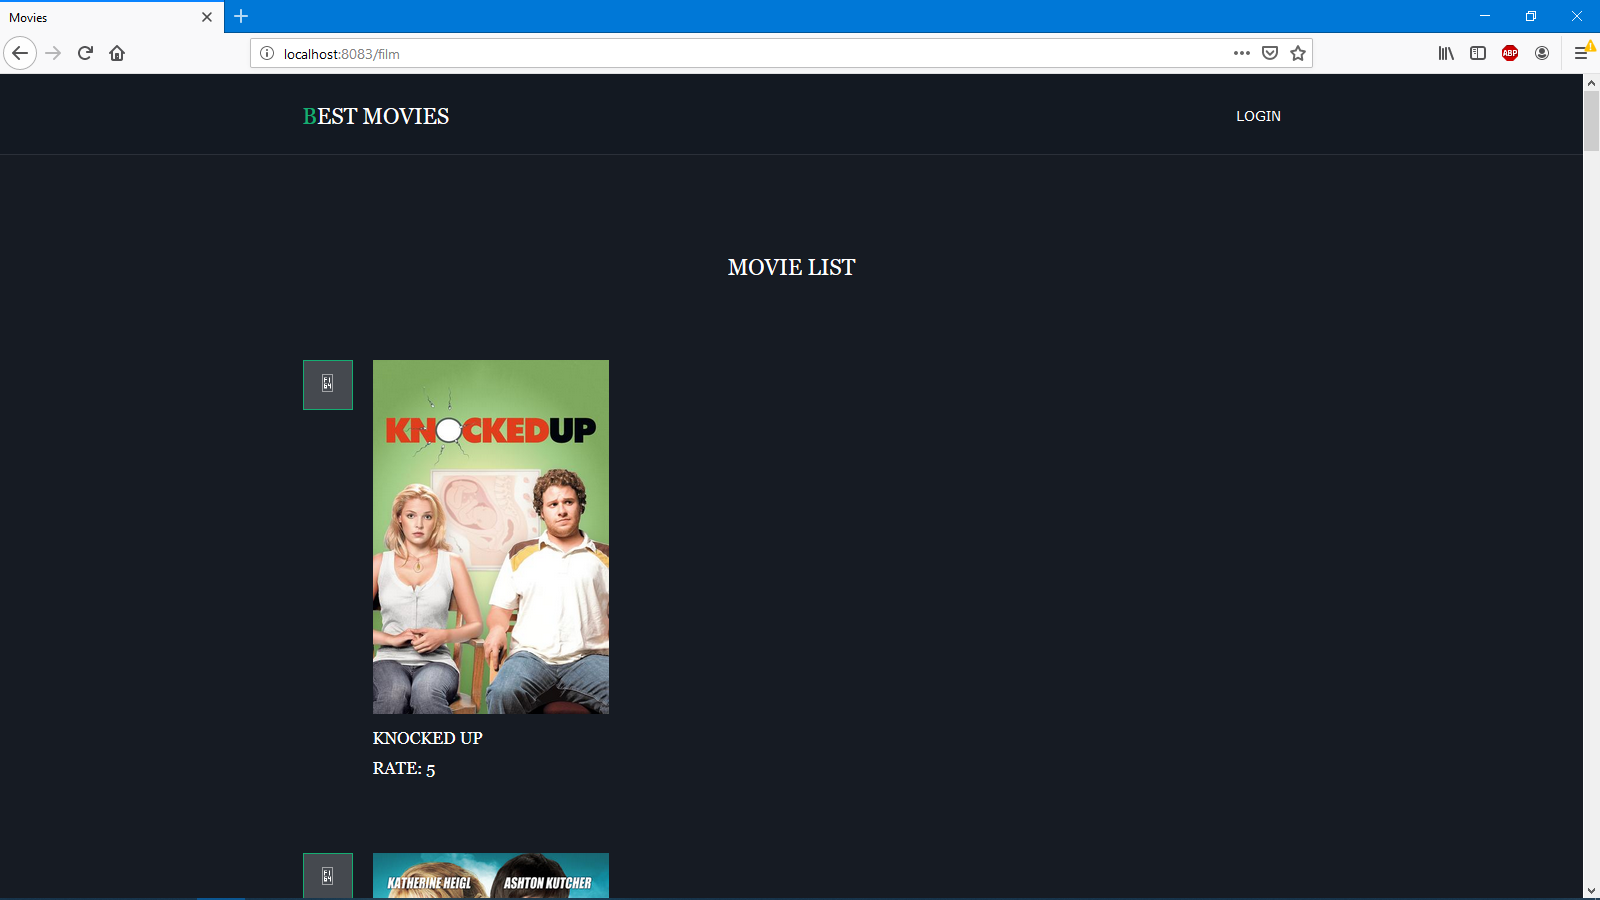 Movies
localhost:8083/film
ABP
BEST MOVIES
LOGIN
MOVIE LIST
KNOCKED UP
KNOCKED UP
RATE: 5
KATHERINE HEIGL ASHTON KUTCHER